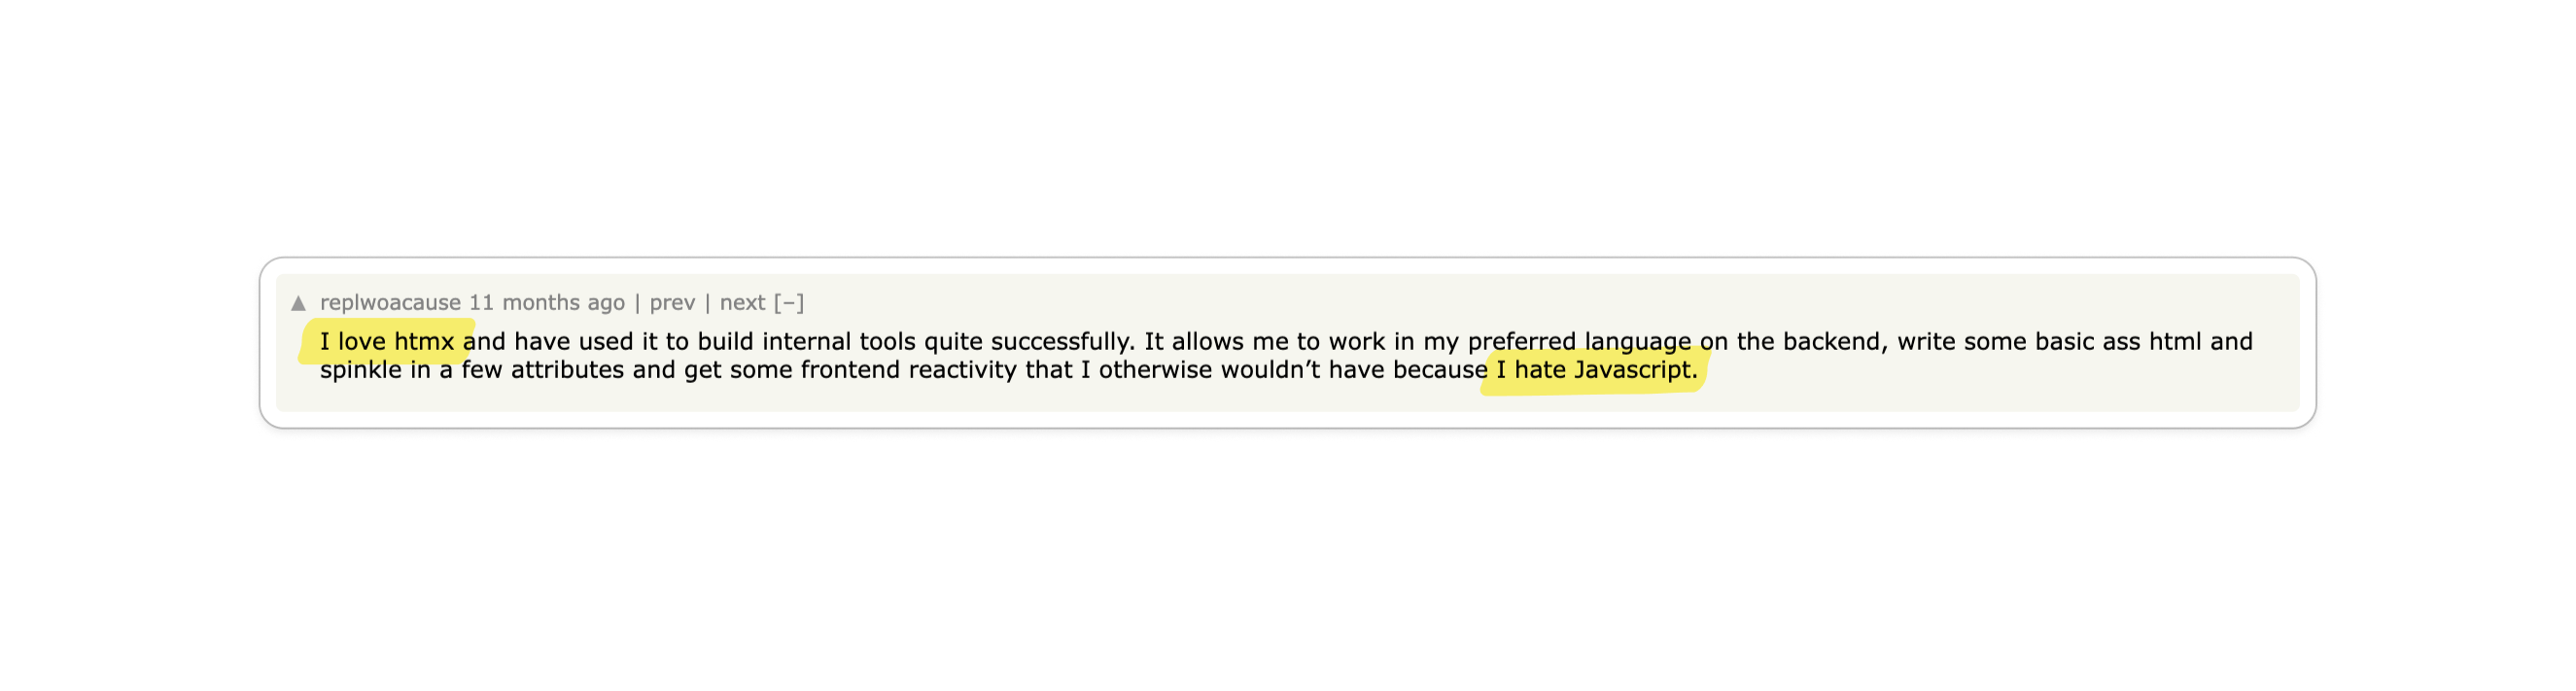 ▲ replwoacause 11 months ago | prev | next [–]
I love htmx and have used it to build internal tools quite successfully. It allows me to work in my preferred language on the backend, write some basic ass html and
spinkle in a few attributes and get some frontend reactivity that I otherwise wouldn’t have because I hate Javascript.